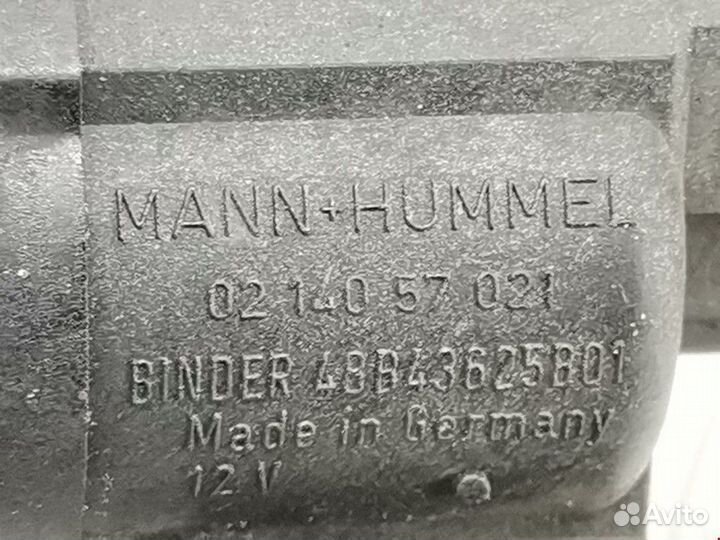 MANN+HUMMEL
02 140 57 021
BINDER 48B43625B01
Made in Germany
12 V
Avito